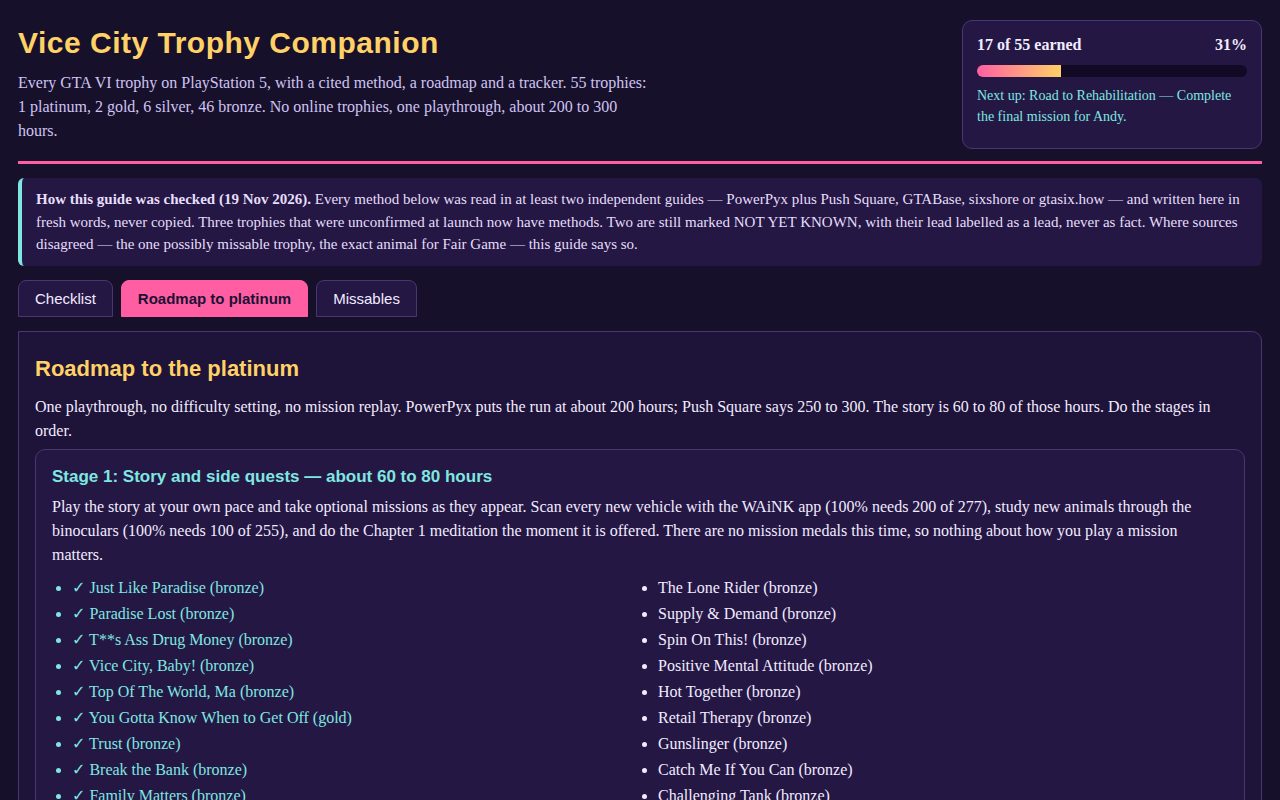 Vice City Trophy Companion
Every GTA VI trophy on PlayStation 5, with a cited method, a roadmap and a tracker. 55 trophies:
1 platinum, 2 gold, 6 silver, 46 bronze. No online trophies, one playthrough, about 200 to 300
hours.
17 of 55 earned 31%
Next up: Road to Rehabilitation — Complete
the final mission for Andy.
How this guide was checked (19 Nov 2026). Every method below was read in at least two independent guides — PowerPyx plus Push Square, GTABase, sixshore or gtasix.how — and written here in
fresh words, never copied. Three trophies that were unconfirmed at launch now have methods. Two are still marked NOT YET KNOWN, with their lead labelled as a lead, never as fact. Where sources
disagreed — the one possibly missable trophy, the exact animal for Fair Game — this guide says so.
Checklist
Roadmap to platinum
Missables
Roadmap to the platinum
One playthrough, no difficulty setting, no mission replay. PowerPyx puts the run at about 200 hours; Push Square says 250 to 300. The story is 60 to 80 of those hours. Do the stages in
order.
Stage 1: Story and side quests — about 60 to 80 hours
Play the story at your own pace and take optional missions as they appear. Scan every new vehicle with the WAiNK app (100% needs 200 of 277), study new animals through the
binoculars (100% needs 100 of 255), and do the Chapter 1 meditation the moment it is offered. There are no mission medals this time, so nothing about how you play a mission
matters.
✓ Just Like Paradise (bronze)
✓ Paradise Lost (bronze)
✓ T**s Ass Drug Money (bronze)
✓ Vice City, Baby! (bronze)
✓ Top Of The World, Ma (bronze)
✓ You Gotta Know When to Get Off (gold)
✓ Trust (bronze)
✓ Break the Bank (bronze)
✓ Family Matters (bronze)
The Lone Rider (bronze)
Supply & Demand (bronze)
Spin On This! (bronze)
Positive Mental Attitude (bronze)
Hot Together (bronze)
Retail Therapy (bronze)
Gunslinger (bronze)
Catch Me If You Can (bronze)
Challenging Tank (bronze)